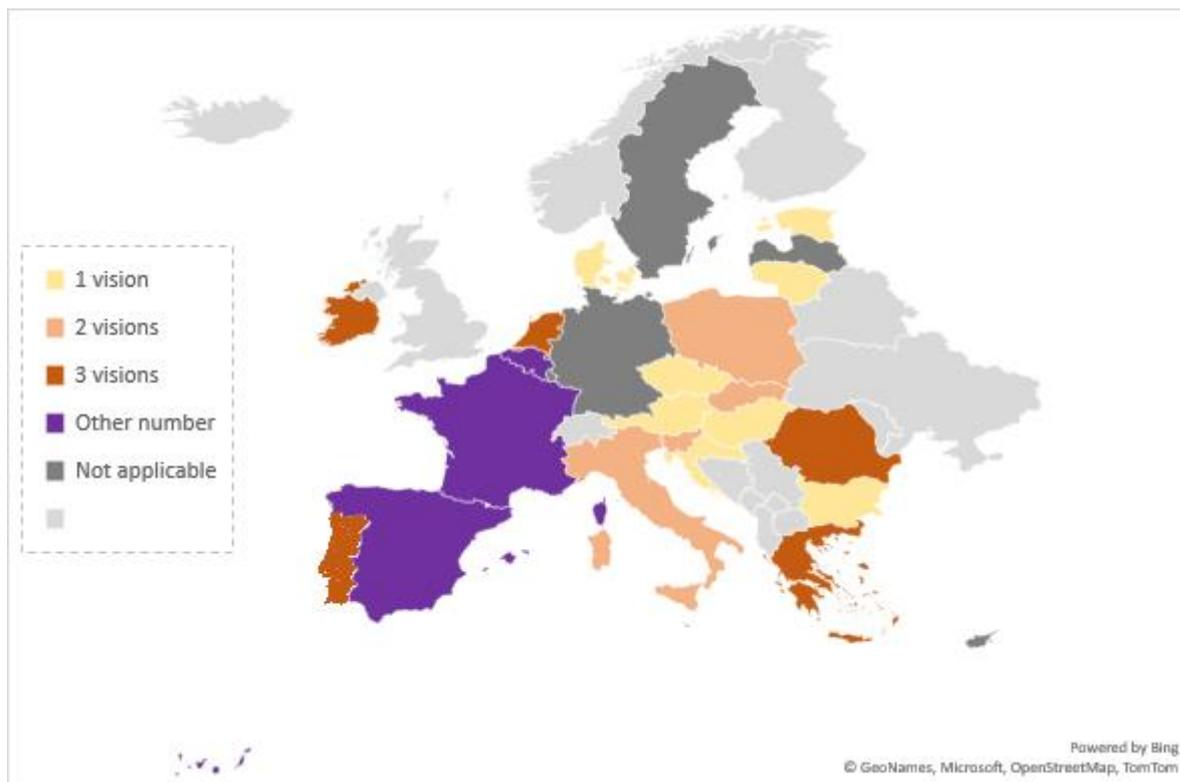 1 vision
2 visions
3 visions
Other number
Not applicable
Powered by Bing
© GeoNames, Microsoft, OpenStreetMap, TomTom